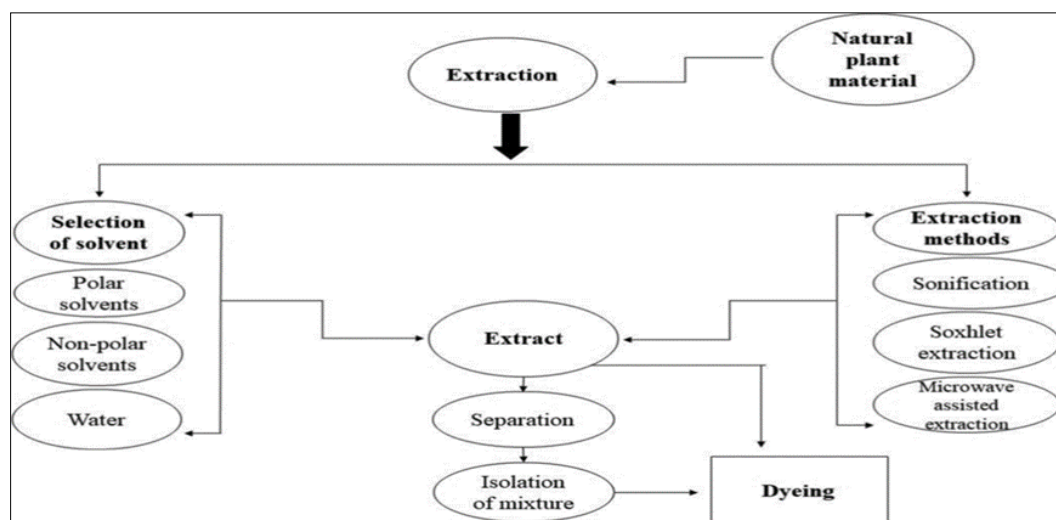 Natural
plant
material
Extraction
Selection
of solvent
Polar
solvents
Non-polar
solvents
Water
Extraction
methods
Sonification
Soxhlet
extraction
Microwave
assisted
extraction
Extract
Separation
Isolation
of mixture
Dyeing